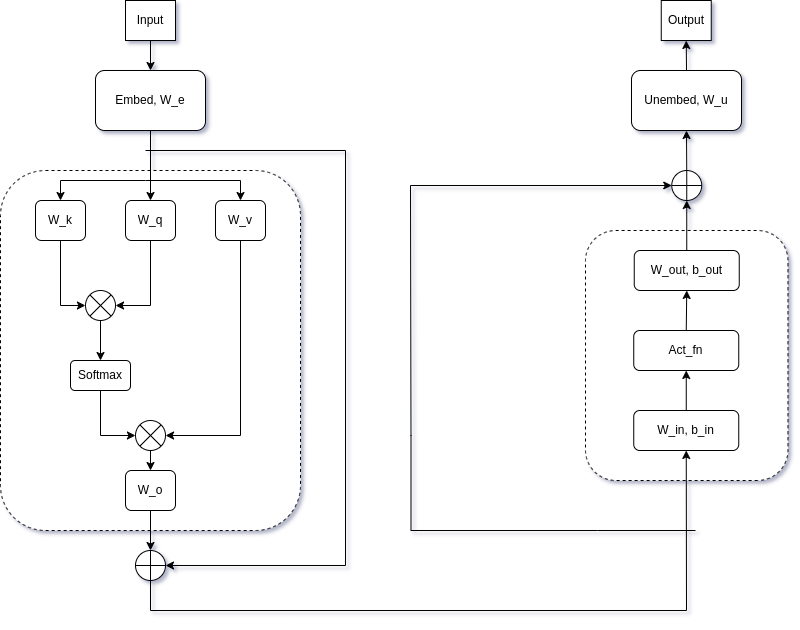 Input
Embed, W_e
W_k
W_q
W_v
Softmax
W_o
Output
Unembed, W_u
W_out, b_out
Act_fn
W_in, b_in